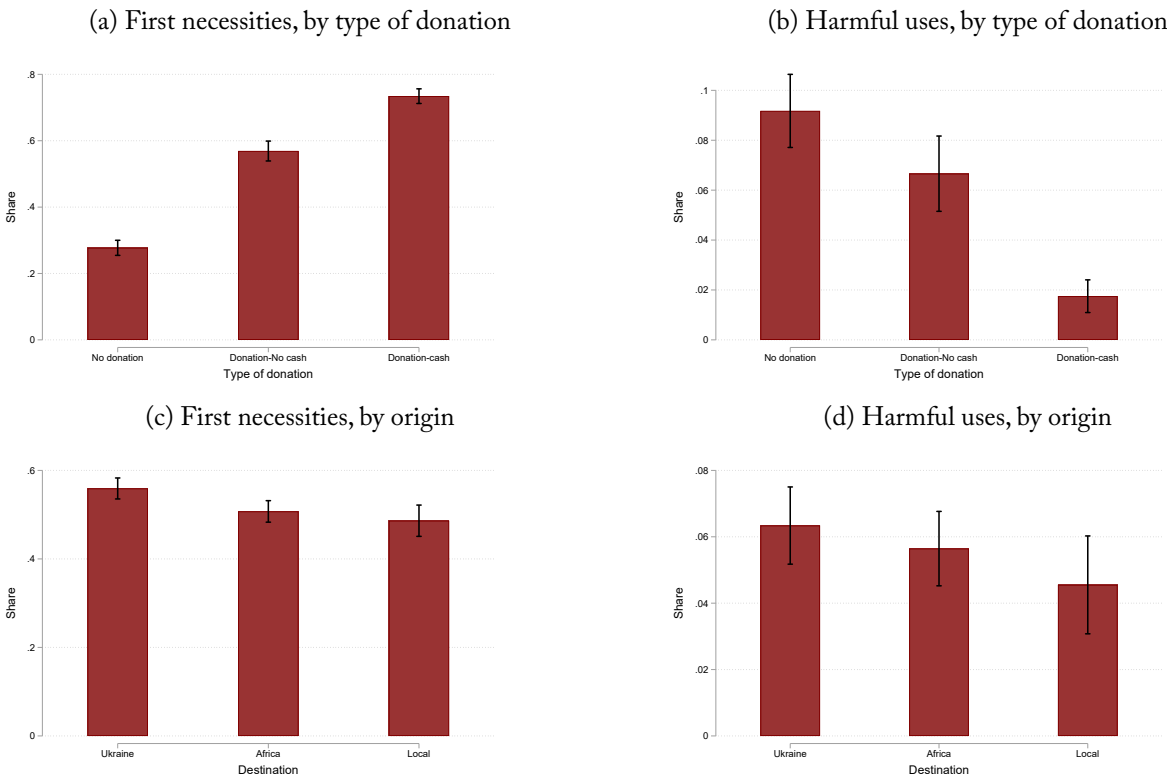 (a) First necessities, by type of donation
.8
.6
.4
.2
0
Share
No donation
Donation-No cash
Donation-cash
Type of donation
(b) Harmful uses, by type of donation
.1
.08
.06
.04
.02
0
Share
No donation
Donation-No cash
Donation-cash
Type of donation
(c) First necessities, by origin
.6
.4
.2
0
Share
Ukraine
Africa
Local
Destination
(d) Harmful uses, by origin
.08
.06
.04
.02
0
Share
Ukraine
Africa
Local
Destination